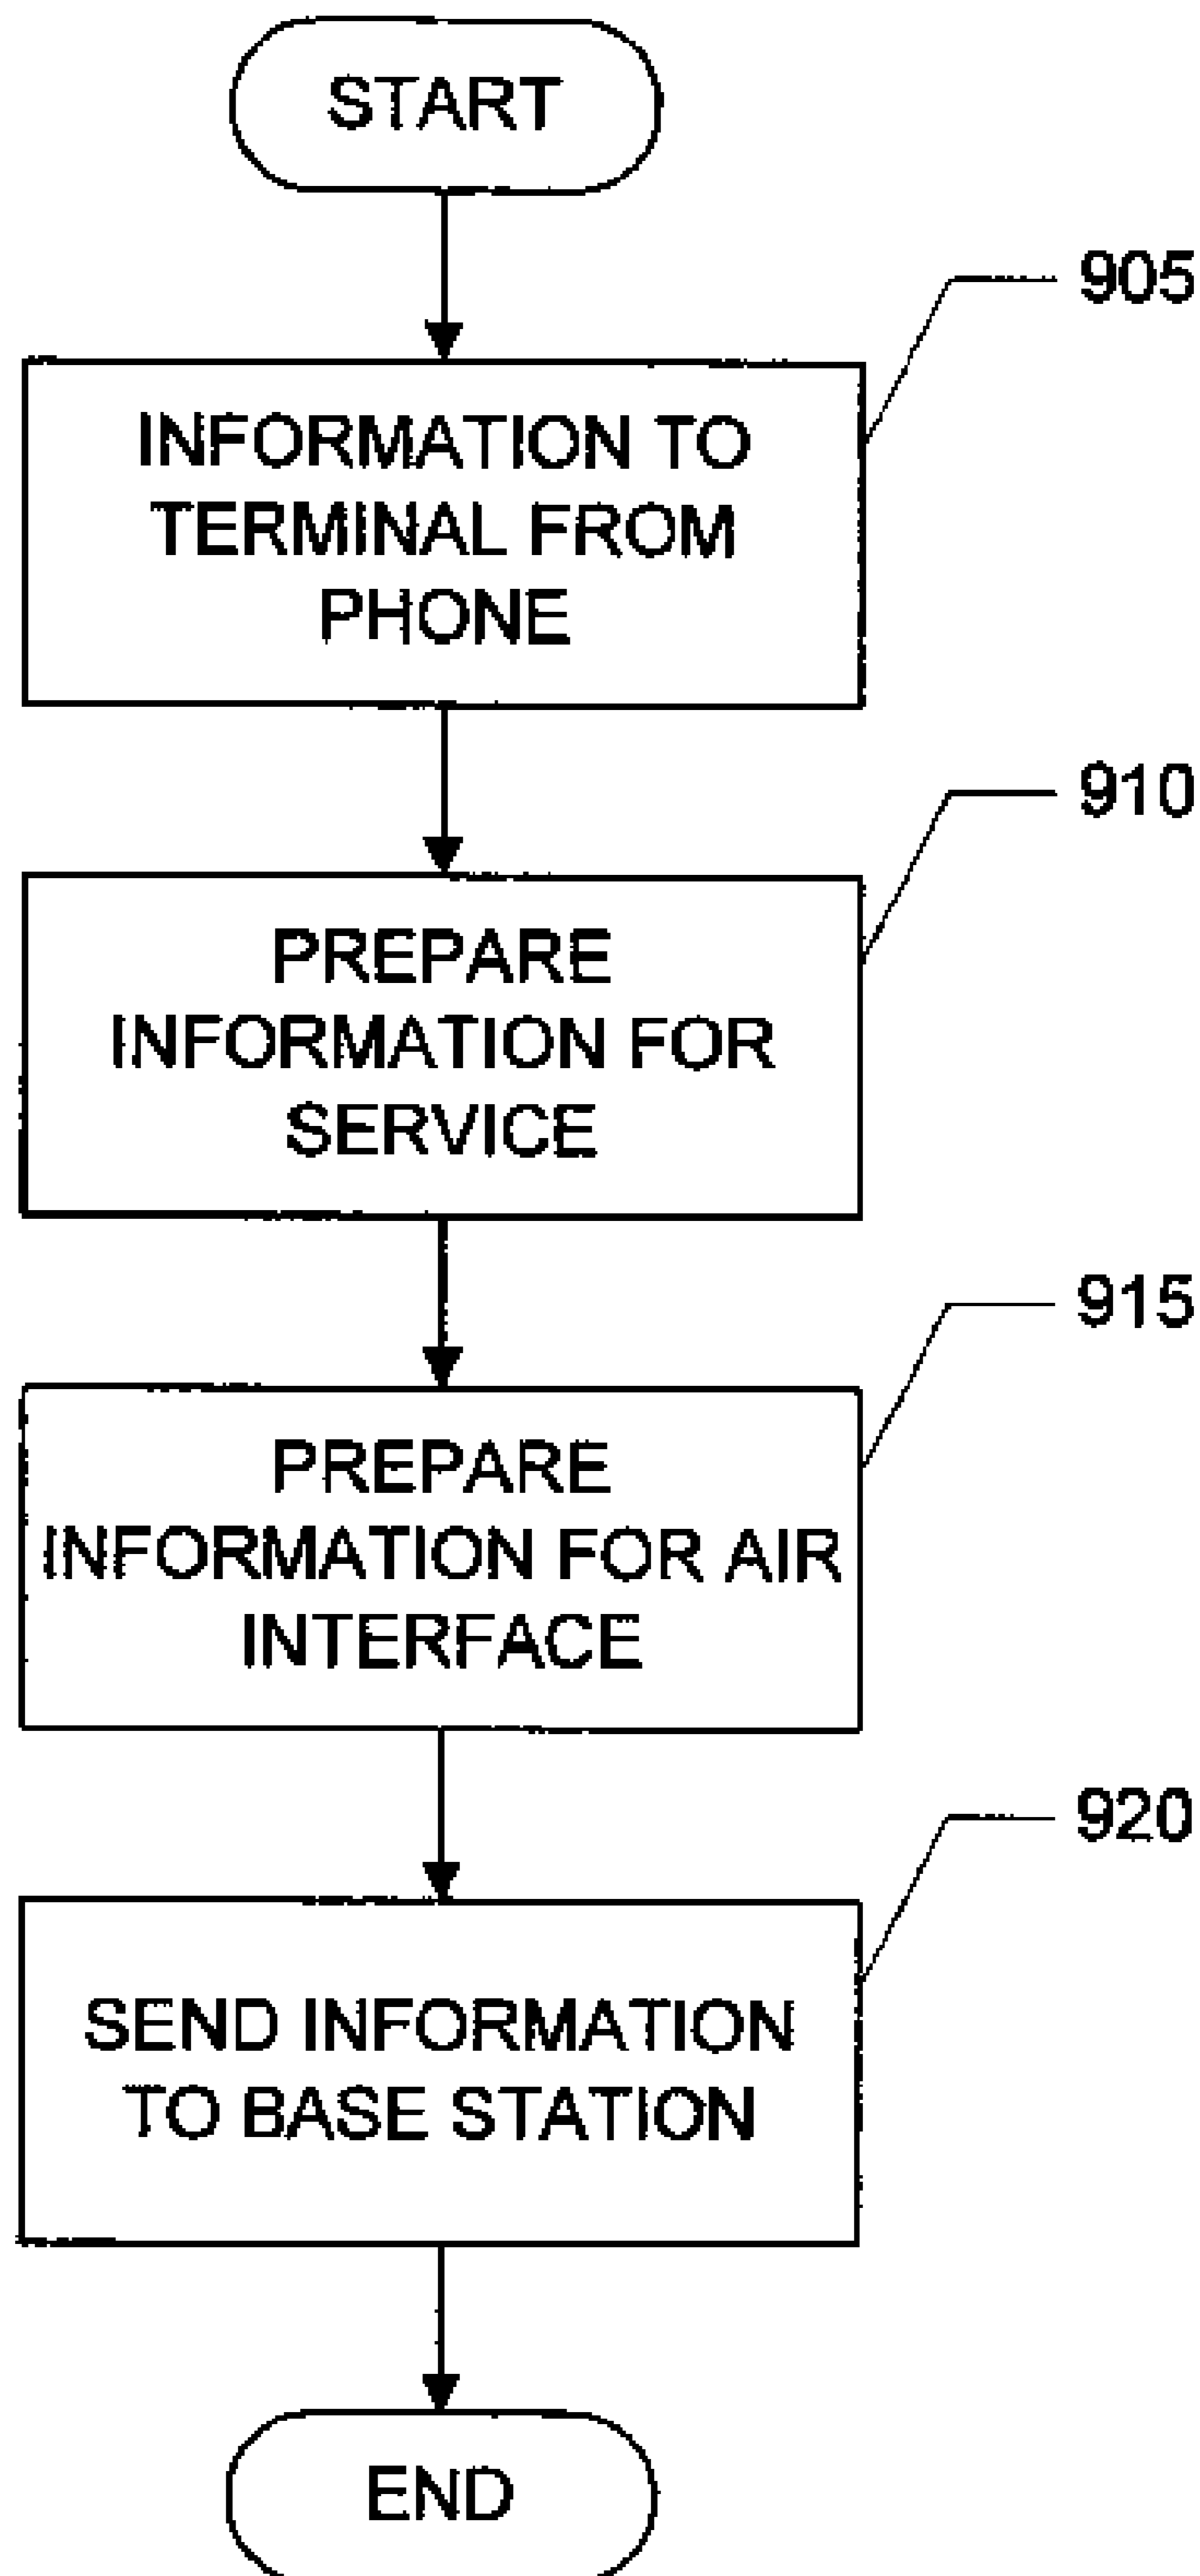 START
905
INFORMATION TO
TERMINAL FROM
PHONE
910
PREPARE
INFORMATION FOR
SERVICE
915
PREPARE
INFORMATION FOR AIR
INTERFACE
920
SEND INFORMATION
TO BASE STATION
END